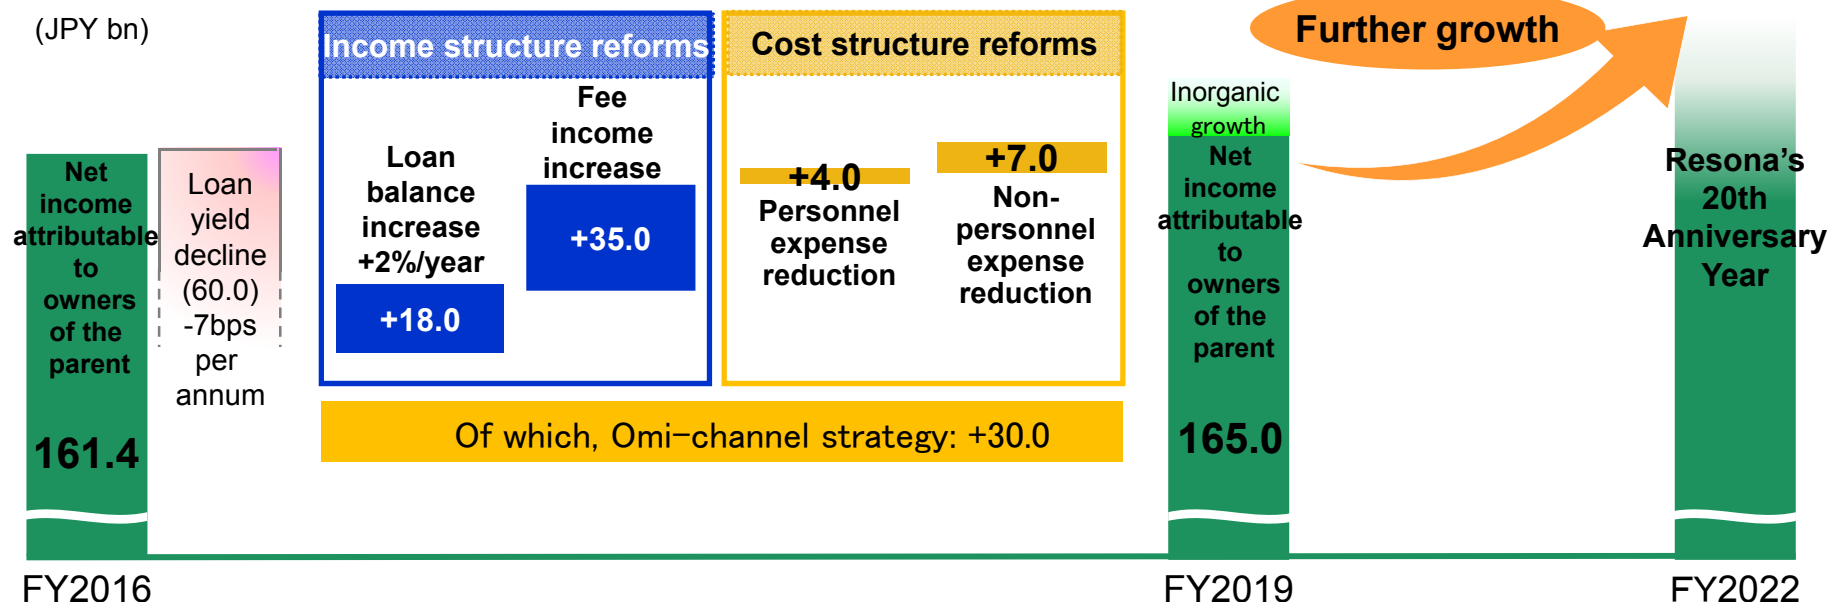 (JPY bn)
Income structure reforms
Cost structure reforms
Further growth
Net
income
attributable
to
owners
of the
parent
161.4
Loan
yield
decline
(60.0)
-7bps
per
annum
Loan
balance
increase
+2%/year
+18.0
Fee
income
increase
+35.0
+4.0
Personnel
expense
reduction
+7.0
Non-
personnel
expense
reduction
Of which, Omi-channel strategy: +30.0
Inorganic
growth
Net
income
attributable
to
owners
of the
parent
165.0
Resona's
20th
Anniversary
Year
FY2016
FY2019
FY2022